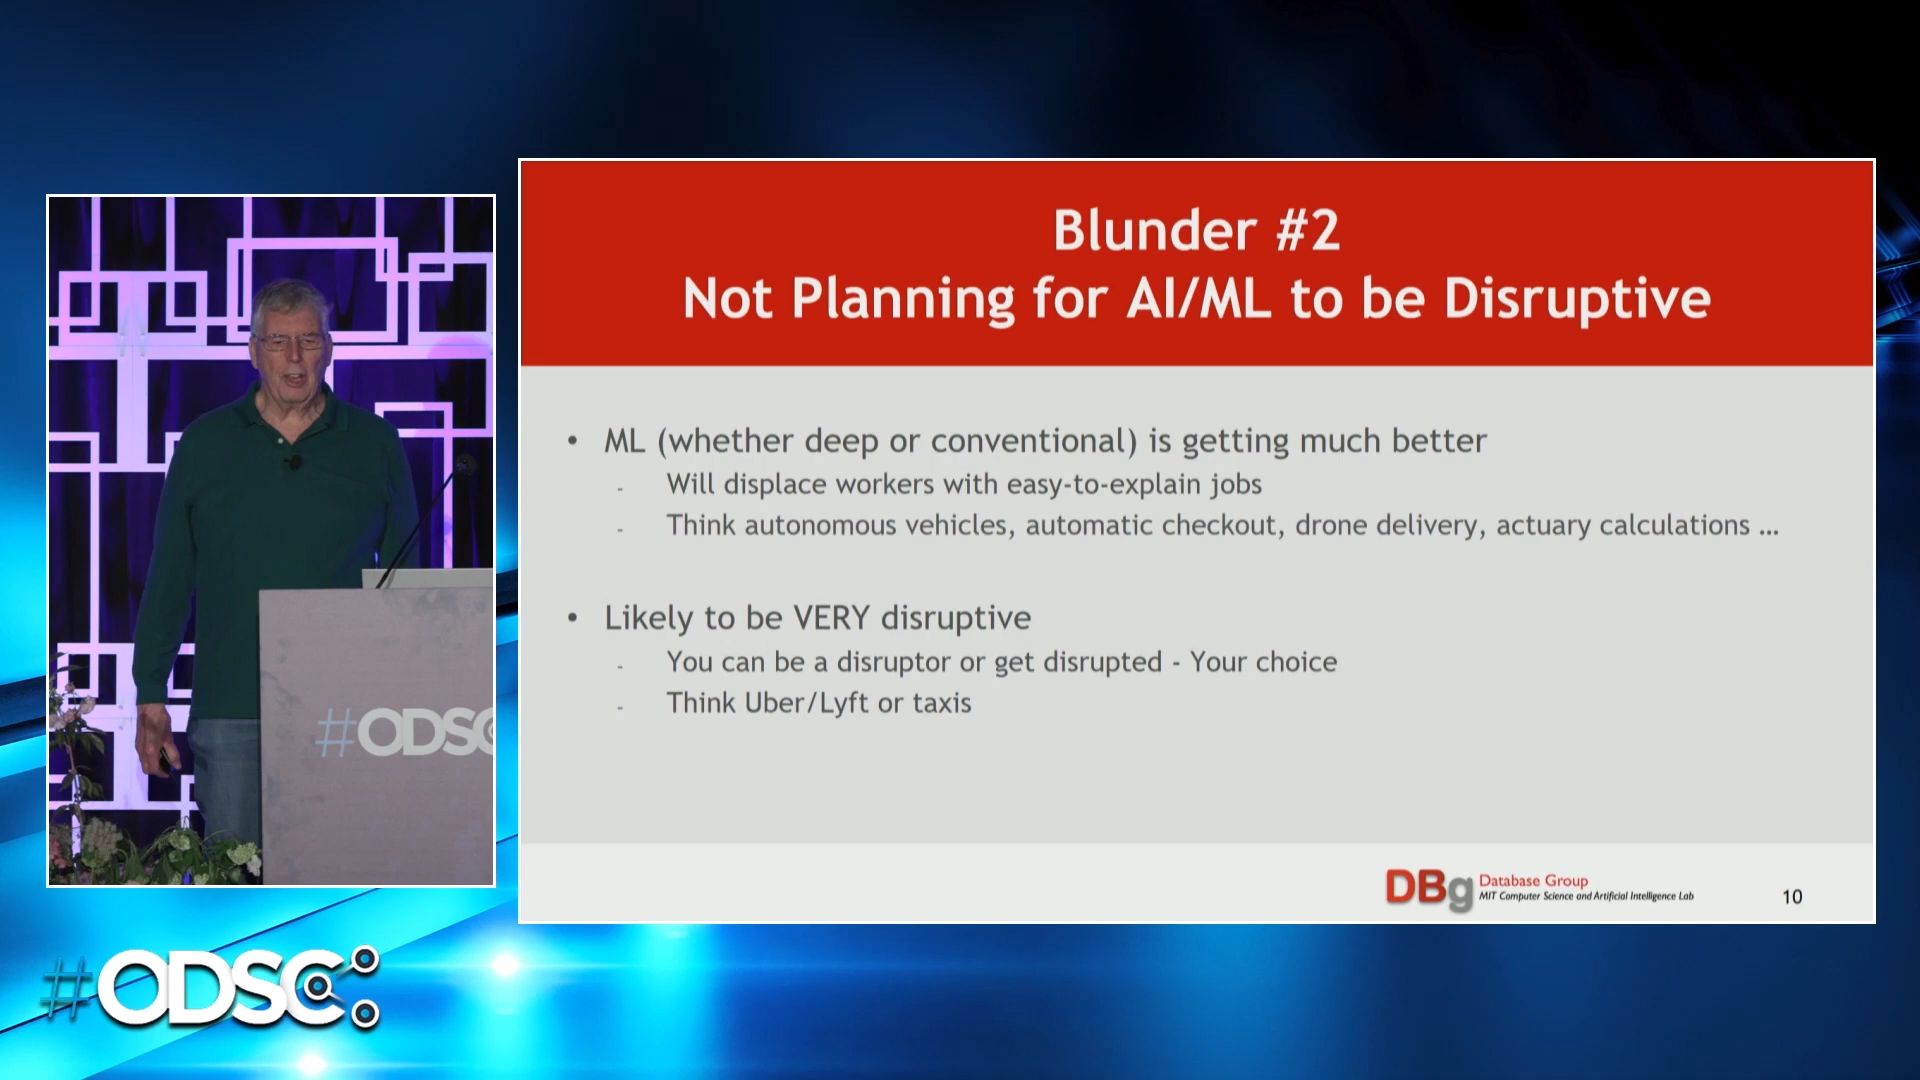 Blunder #2
Not Planning for AI/ML to be Disruptive
• ML (whether deep or conventional) is getting much better
- Will displace workers with easy-to-explain jobs
- Think autonomous vehicles, automatic checkout, drone delivery, actuary calculations ...
• Likely to be VERY disruptive
- You can be a disruptor or get disrupted - Your choice
- Think Uber/Lyft or taxis
DBg Database Group
MIT Computer Science and Artificial Intelligence Lab
10
#ODSC
#ODSC